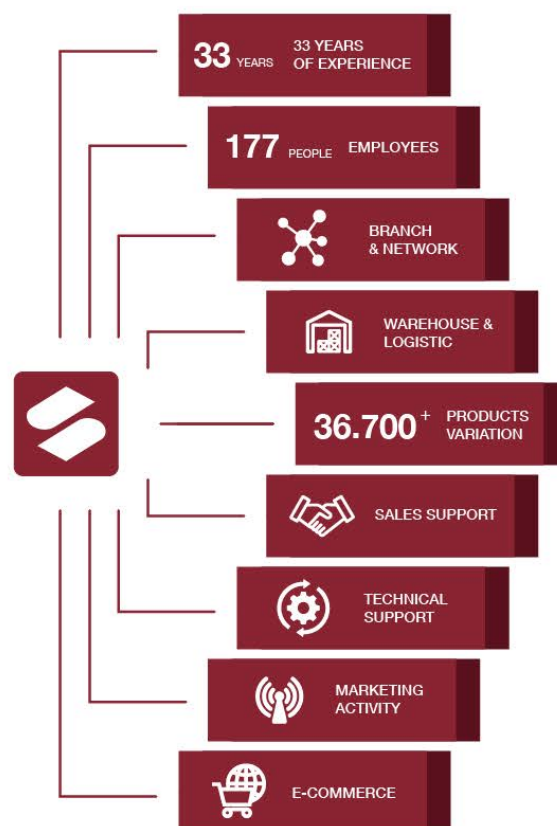 33 YEARS 33 YEARS
OF EXPERIENCE
177 PEOPLE EMPLOYEES
BRANCH
& NETWORK
WAREHOUSE &
LOGISTIC
36.700+ PRODUCTS
VARIATION
SALES SUPPORT
TECHNICAL
SUPPORT
MARKETING
ACTIVITY
E-COMMERCE